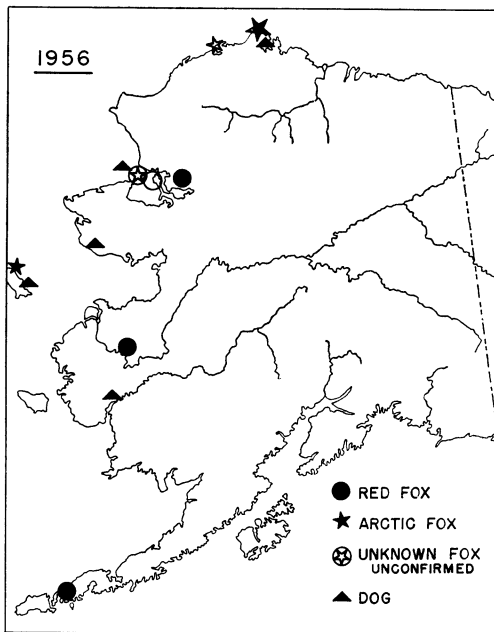 1956
RED FOX
ARCTIC FOX
UNKNOWN FOX
UNCONFIRMED
DOG